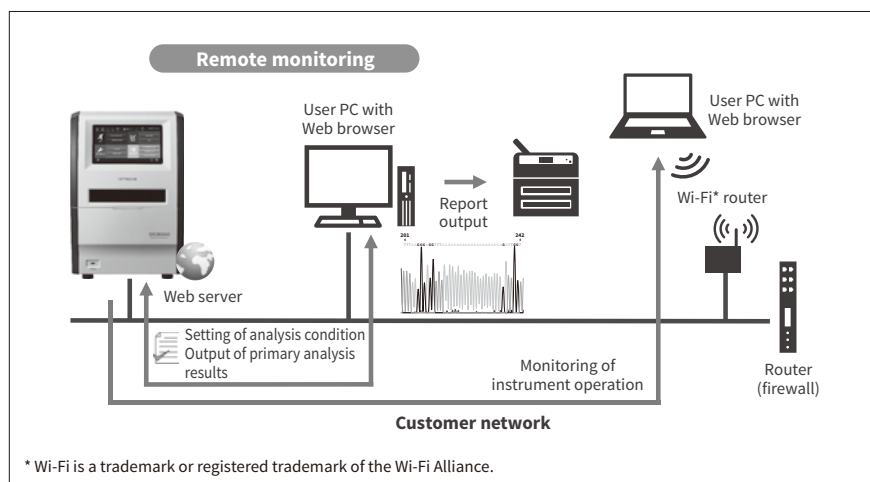 Remote monitoring
User PC with
Web browser
User PC with
Web browser
Report
output
Wi-Fi* router
201
242
Web server
Setting of analysis condition
Output of primary analysis
results
Monitoring of
instrument operation
Router
(firewall)
Customer network
* Wi-Fi is a trademark or registered trademark of the Wi-Fi Alliance.